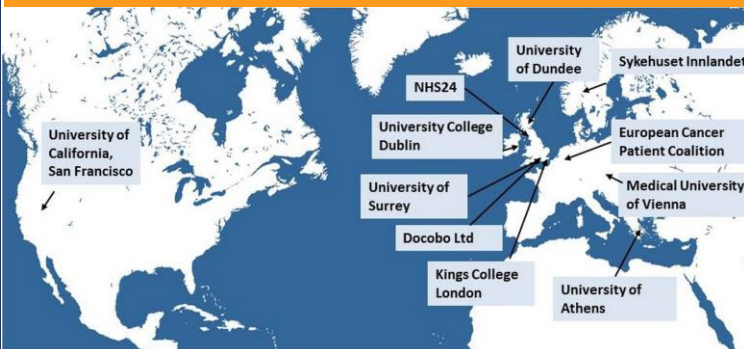 University of
California,
San Francisco
NHS24
University College
Dublin
University of
Surrey
Docobo Ltd
Kings College
London
University
of Dundee
Sykehuset Innlandet
European Cancer
Patient Coalition
Medical University
of Vienna
University of
Athens